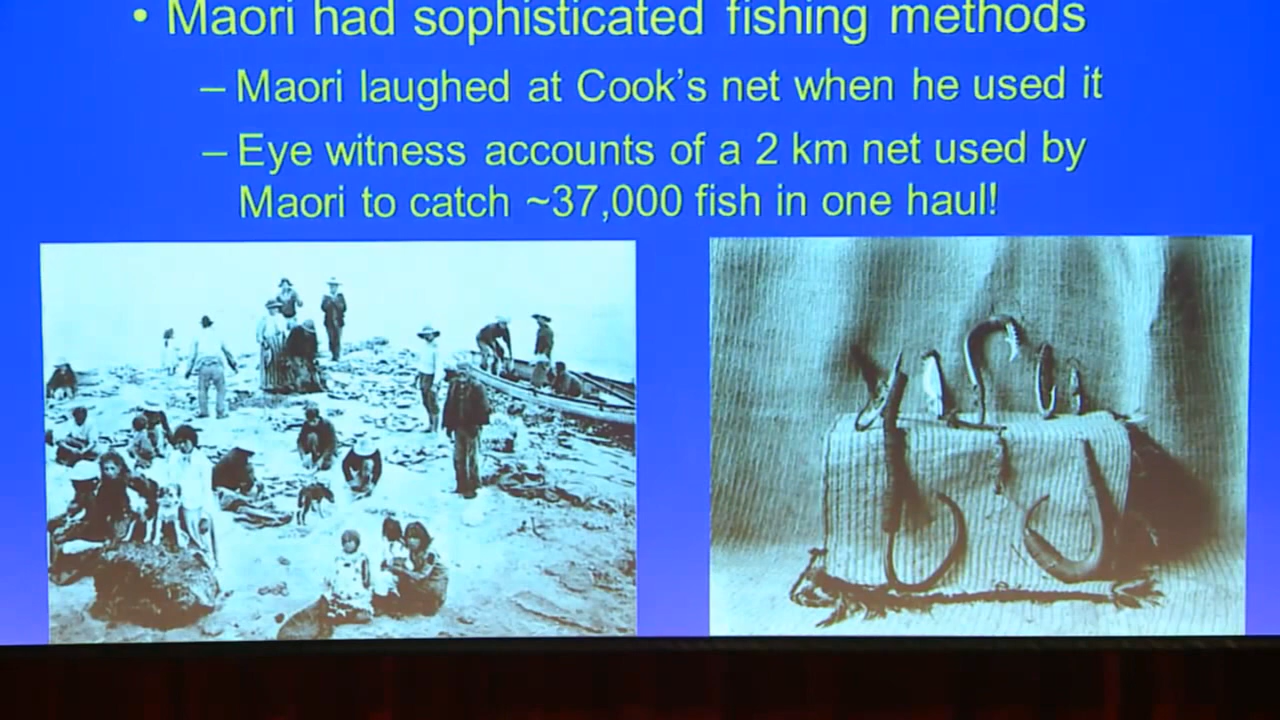 • Maori had sophisticated fishing methods
– Maori laughed at Cook's net when he used it
– Eye witness accounts of a 2 km net used by
Maori to catch ~37,000 fish in one haul!